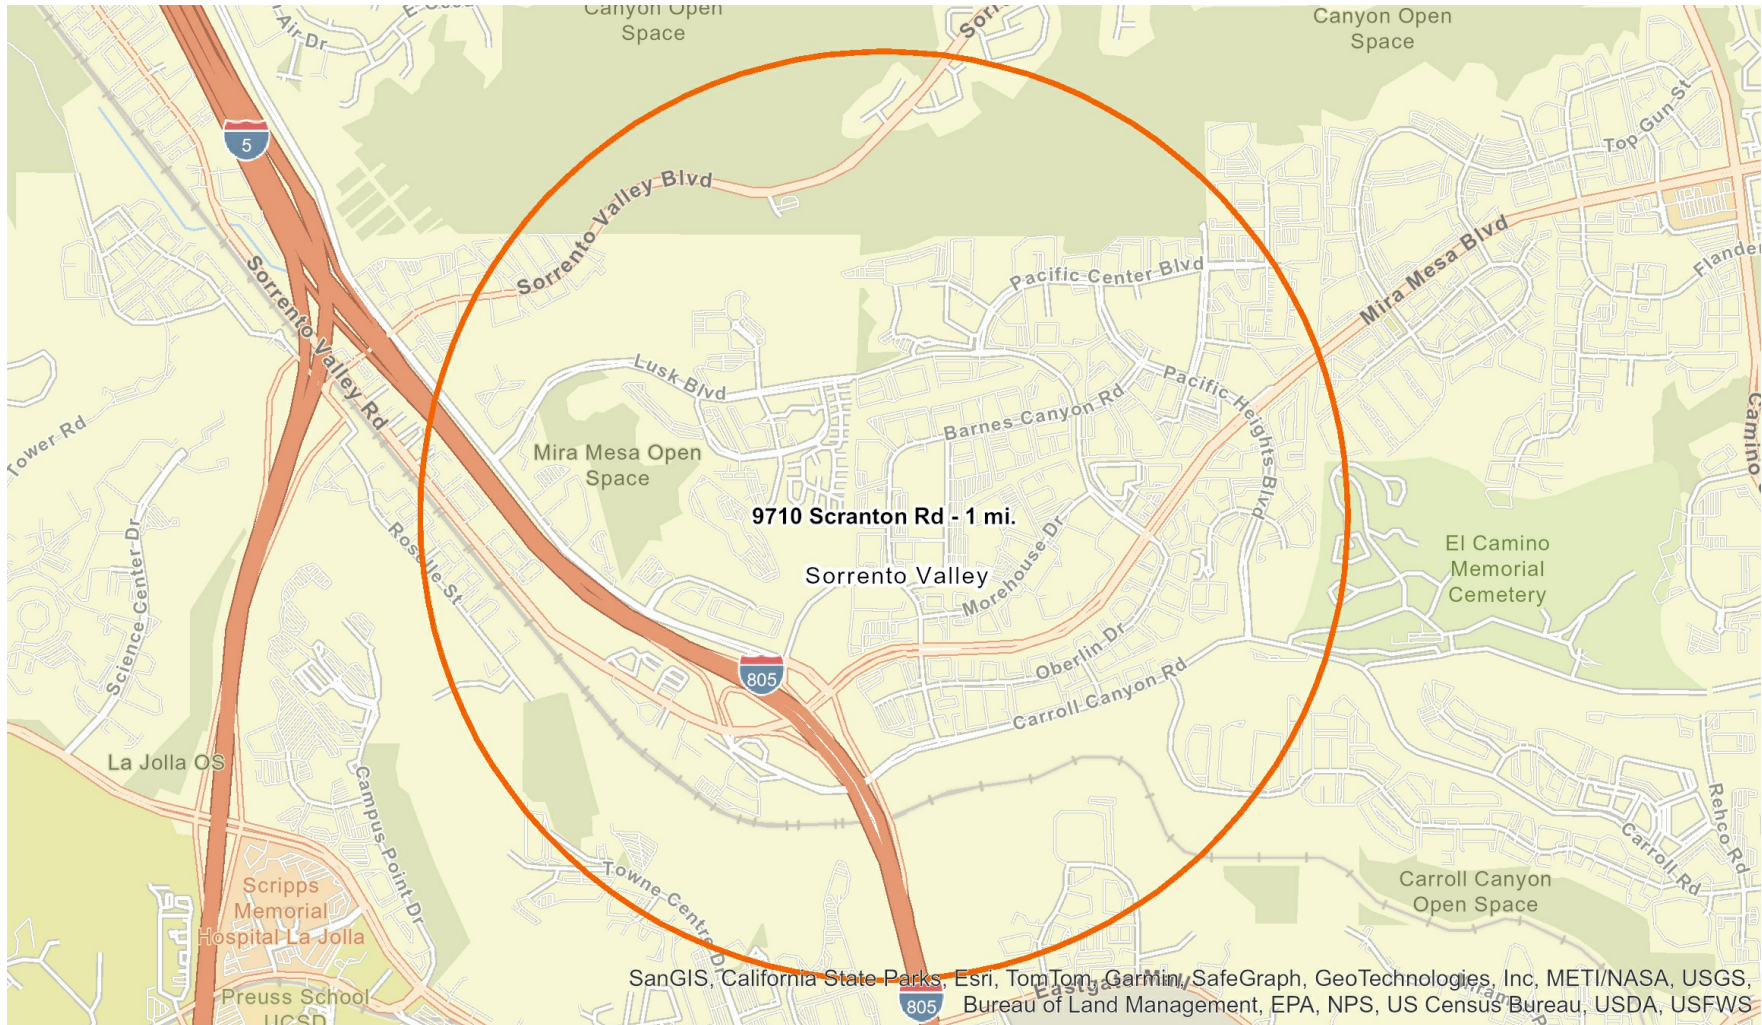 Canyon Open
Space
Canyon Open
Space
Air Dr
Sorr
Top Gun St
5
Sorrento Valley Blvd
Mira Mesa Blvd
Flander
Pacific Center Blvd
Sorrento Valley Rd
Lusk Blvd
Pacific Heights Blvd
Barnes Canyon Rd
Camino
Tower Rd
Mira Mesa Open
Space
9710 Scranton Rd - 1 mi.
Sorrento Valley
Morehouse Dr
El Camino
Memorial
Cemetery
Science Center Dr
Roselle St
Oberlin Dr
805
Carroll Canyon Rd
La Jolla OS
Campus Point Dr
Rehco Rd
Carroll Rd
Towne Centre Dr
Carroll Canyon
Open Space
Scripps
Memorial
Hospital La Jolla
Preuss School
UCSD
Eastgate Mall
805
SanGIS, California State Parks, Esri, TomTom, Garmin, SafeGraph, GeoTechnologies, Inc, METI/NASA, USGS,
Bureau of Land Management, EPA, NPS, US Census Bureau, USDA, USFWS